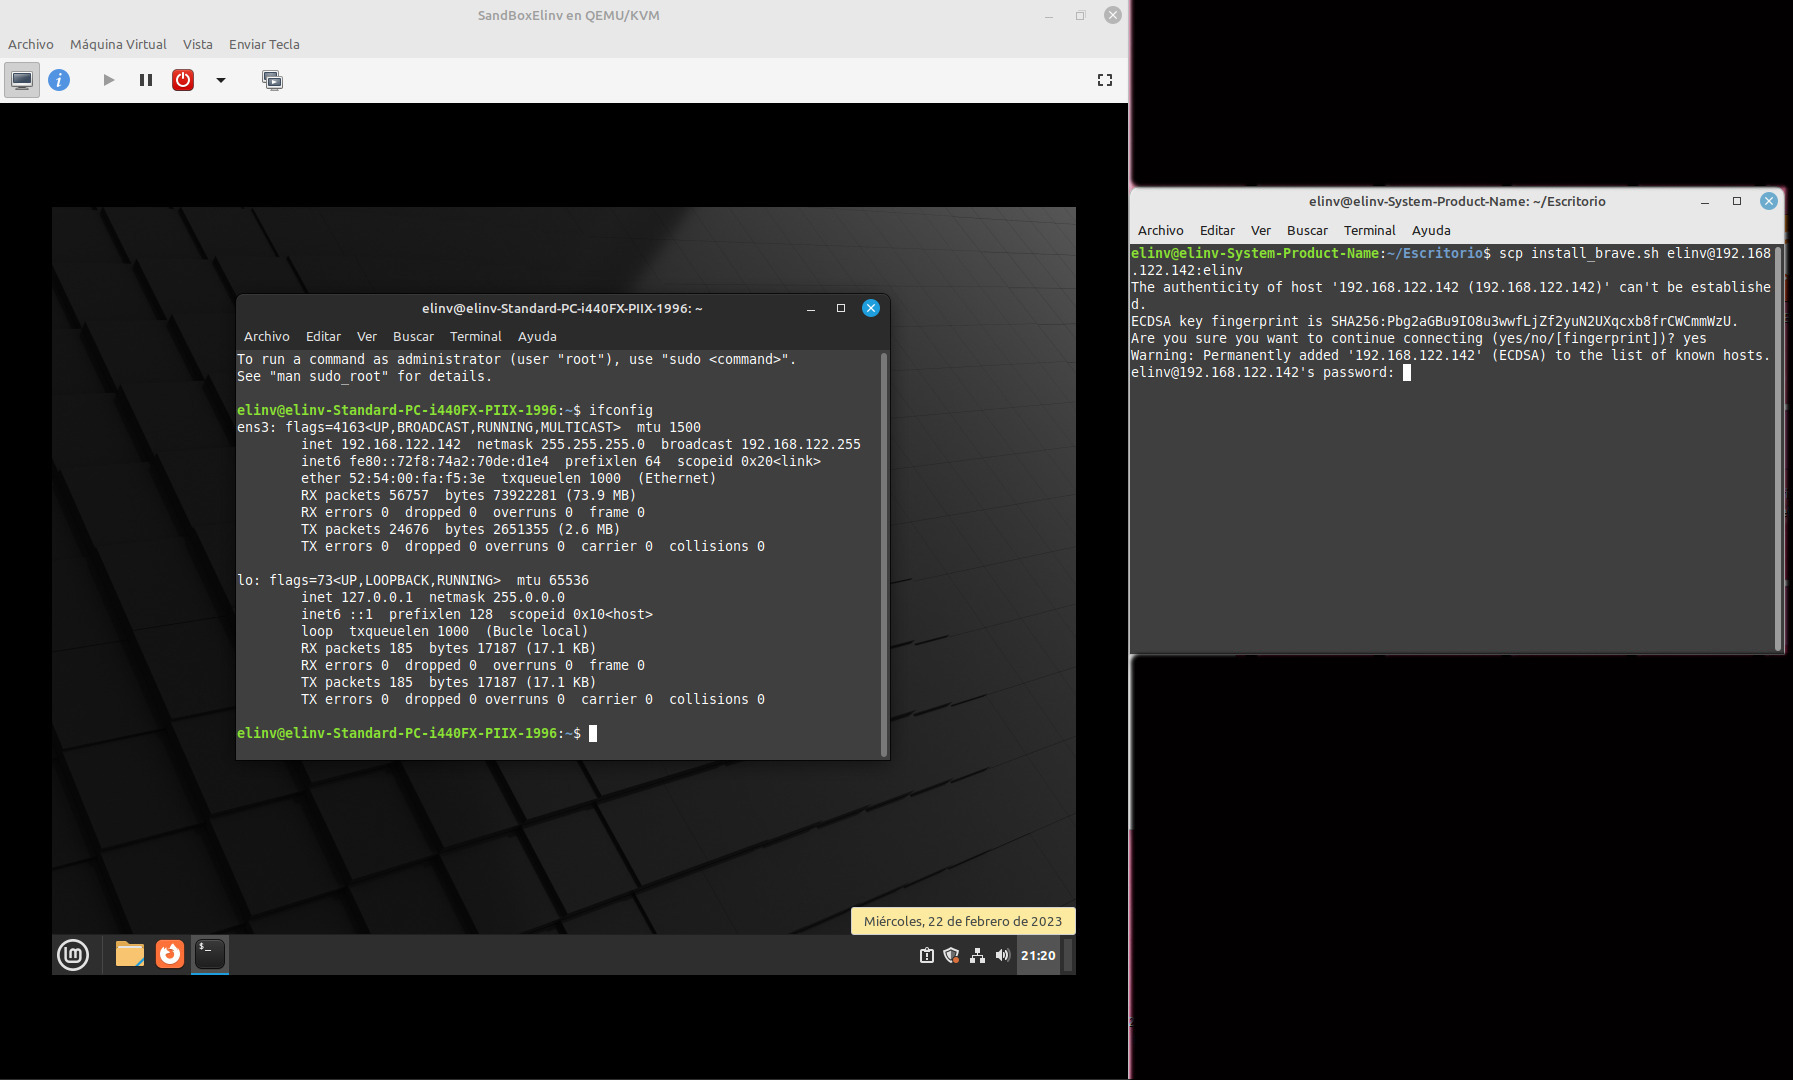 SandBoxElinv en QEMU/KVM
Archivo Máquina Virtual Vista Enviar Tecla
elinv@elinv-Standard-PC-i440FX-PIIX-1996: ~
Archivo Editar Ver Buscar Terminal Ayuda
To run a command as administrator (user "root"), use "sudo <command>".
See "man sudo_root" for details.
elinv@elinv-Standard-PC-i440FX-PIIX-1996:~$ ifconfig
ens3: flags=4163<UP,BROADCAST,RUNNING,MULTICAST>  mtu 1500
inet 192.168.122.142  netmask 255.255.255.0  broadcast 192.168.122.255
inet6 fe80::72f8:74a2:70de:d1e4  prefixlen 64  scopeid 0x20<link>
ether 52:54:00:fa:f5:3e  txqueuelen 1000  (Ethernet)
RX packets 56757  bytes 73922281 (73.9 MB)
RX errors 0  dropped 0  overruns 0  frame 0
TX packets 24676  bytes 2651355 (2.6 MB)
TX errors 0  dropped 0 overruns 0  carrier 0  collisions 0
lo: flags=73<UP,LOOPBACK,RUNNING>  mtu 65536
inet 127.0.0.1  netmask 255.0.0.0
inet6 ::1  prefixlen 128  scopeid 0x10<host>
loop  txqueuelen 1000  (Bucle local)
RX packets 185  bytes 17187 (17.1 KB)
RX errors 0  dropped 0  overruns 0  frame 0
TX packets 185  bytes 17187 (17.1 KB)
TX errors 0  dropped 0 overruns 0  carrier 0  collisions 0
elinv@elinv-Standard-PC-i440FX-PIIX-1996:~$
Miércoles, 22 de febrero de 2023
21:20
elinv@elinv-System-Product-Name: ~/Escritorio
Archivo Editar Ver Buscar Terminal Ayuda
elinv@elinv-System-Product-Name:~/Escritorio$ scp install_brave.sh elinv@192.168
.122.142:elinv
The authenticity of host '192.168.122.142 (192.168.122.142)' can't be establishe
d.
ECDSA key fingerprint is SHA256:Pbg2aGBu9IO8u3wwfLjZf2yuN2UXqcxb8frCWCmmWzU.
Are you sure you want to continue connecting (yes/no/[fingerprint])? yes
Warning: Permanently added '192.168.122.142' (ECDSA) to the list of known hosts.
elinv@192.168.122.142's password: